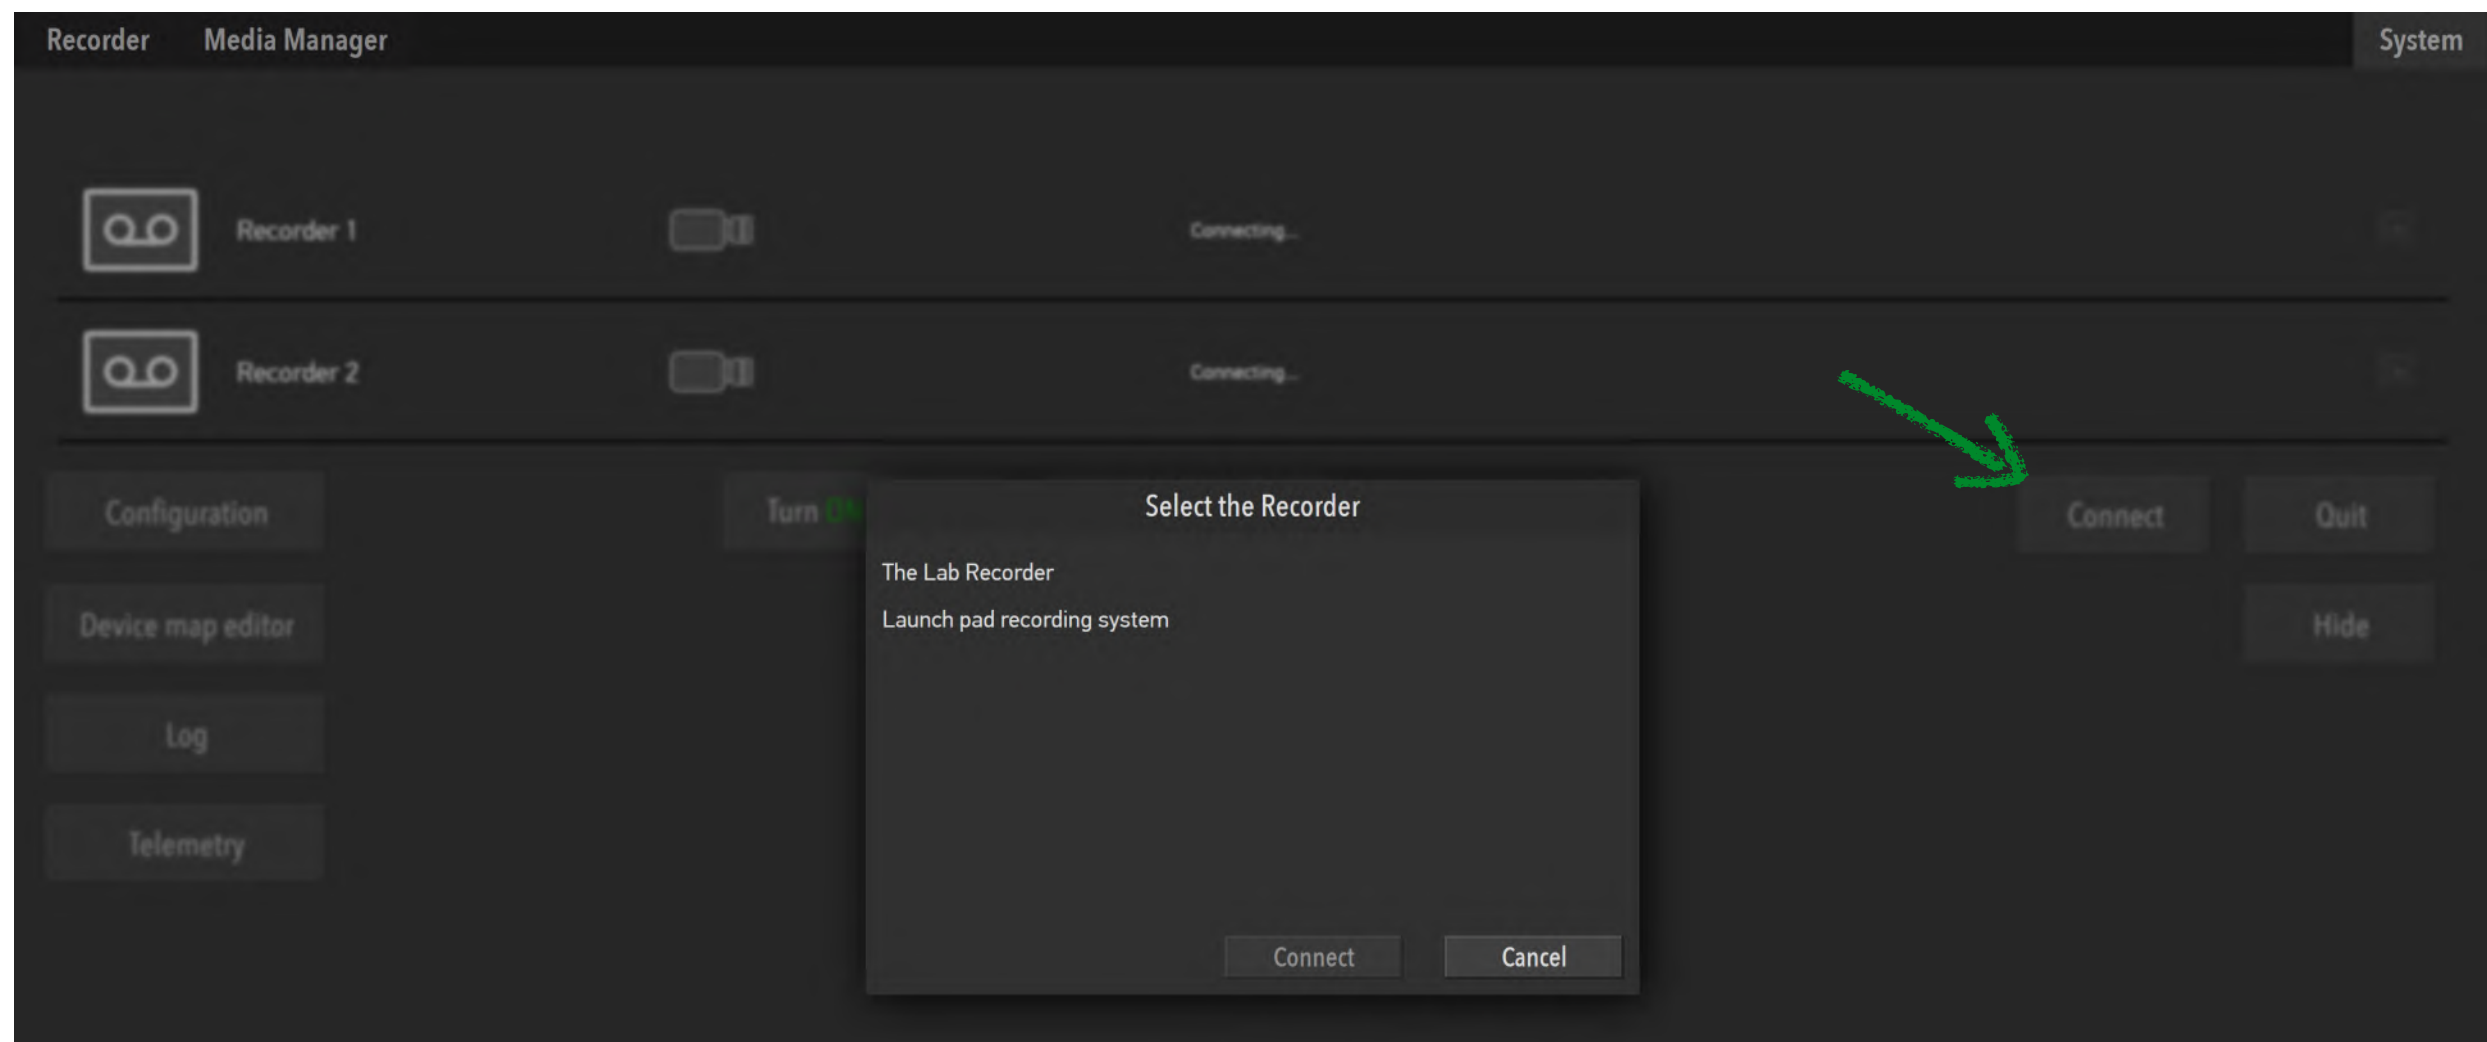 Recorder Media Manager System
Recorder 1 Connecting...
Recorder 2 Connecting...
Configuration Turn ON Connect Quit
Select the Recorder
The Lab Recorder
Device map editor Hide
Launch pad recording system
Log
Telemetry
Connect Cancel